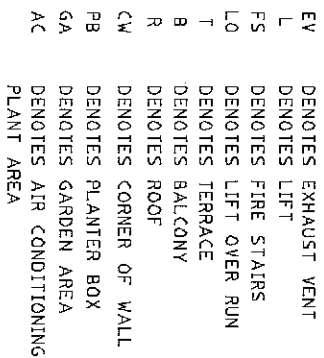 EV DENOTES EXHAUST VENT
L DENOTES LIFT
FS DENOTES FIRE STAIRS
LO DENOTES LIFT OVER RUN
T DENOTES TERRACE
B DENOTES BALCONY
R DENOTES ROOF
CW DENOTES CORNER OF WALL
PB DENOTES PLANTER BOX
GA DENOTES GARDEN AREA
AC DENOTES AIR CONDITIONING
PLANT AREA